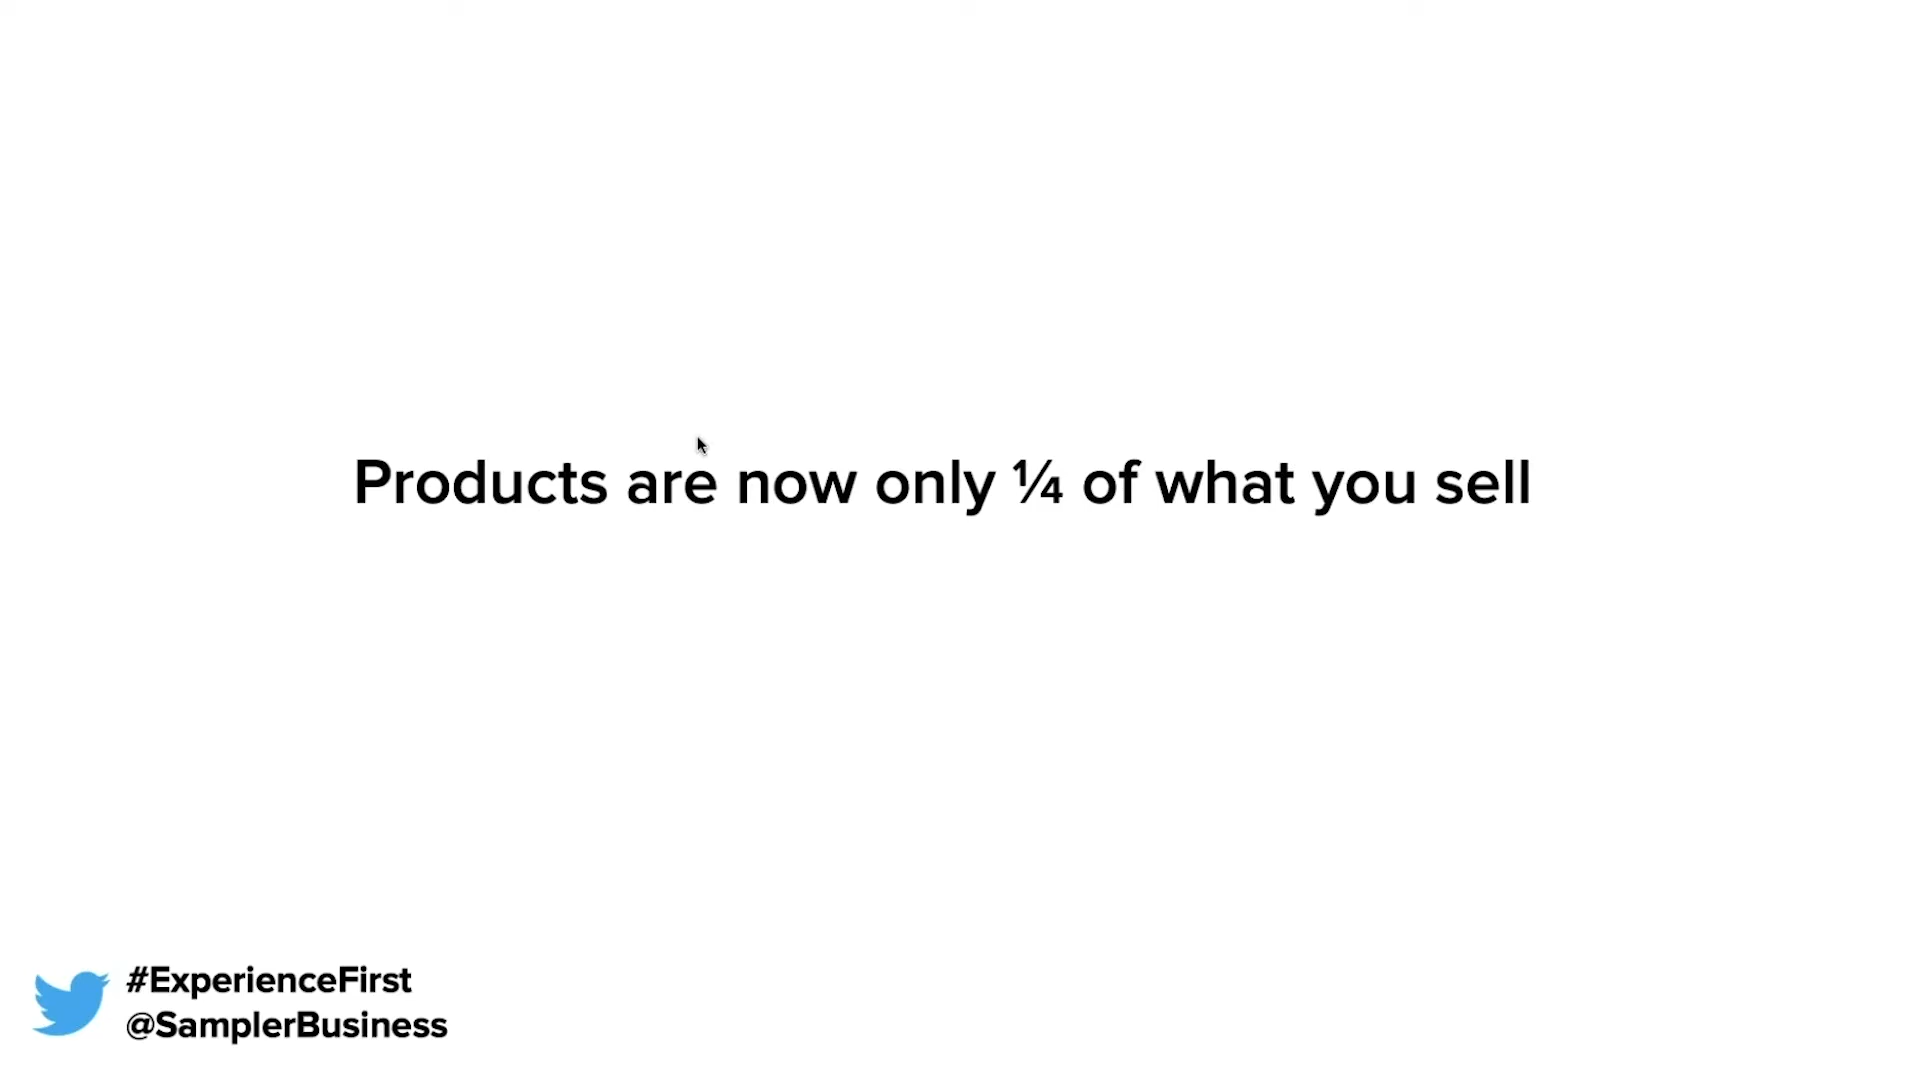 Products are now only ¼ of what you sell
#ExperienceFirst
@SamplerBusiness